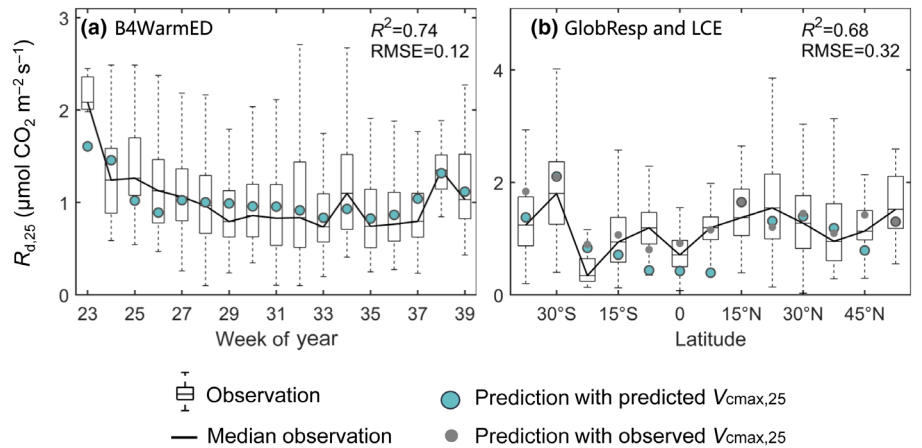 (a) B4WarmED
R²=0.74
RMSE=0.12
(b) GlobResp and LCE
R²=0.68
RMSE=0.32
Rd,25 (μmol CO2 m−2 s−1)
3
2
1
0
23 25 27 29 31 33 35 37 39
Week of year
4
2
0
30°S 15°S 0 15°N 30°N 45°N
Latitude
Observation
Median observation
Prediction with predicted Vcmax,25
Prediction with observed Vcmax,25